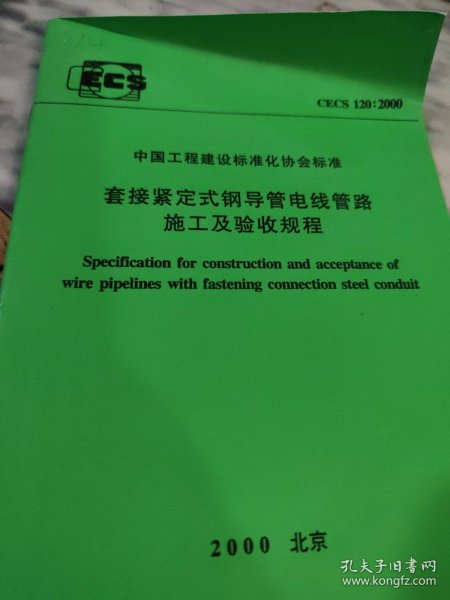 14
ECS
CECS 120:2000
中国工程建设标准化协会标准
套接紧定式钢导管电线管路
施工及验收规程
Specification for construction and acceptance of
wire pipelines with fastening connection steel conduit
2000 北京
孔夫子旧书网
www.kongfz.com